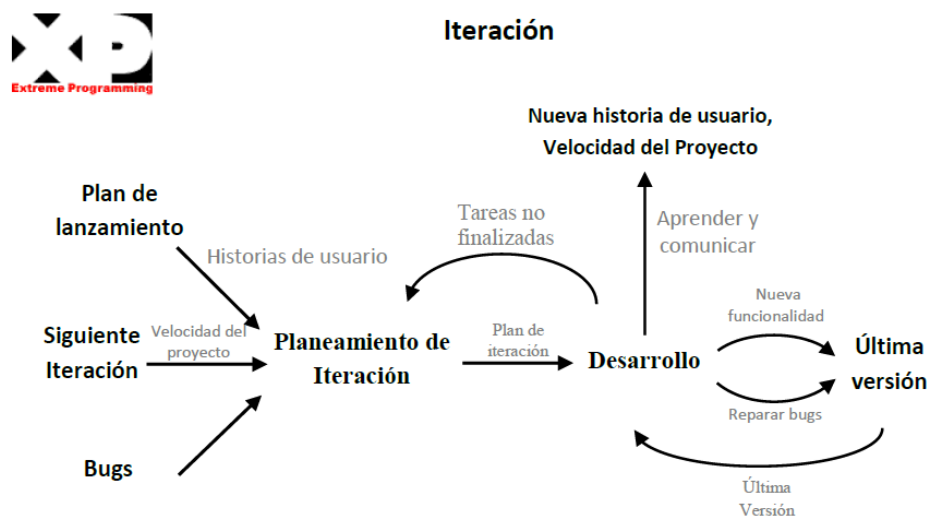 XP
Extreme Programming
Iteración
Nueva historia de usuario,
Velocidad del Proyecto
Plan de
lanzamiento
Historias de usuario
Tareas no
finalizadas
Aprender y
comunicar
Siguiente
Iteración
Velocidad del
proyecto
Planeamiento de
Iteración
Plan de
iteración
Desarrollo
Nueva
funcionalidad
Última
versión
Reparar bugs
Bugs
Última
Versión